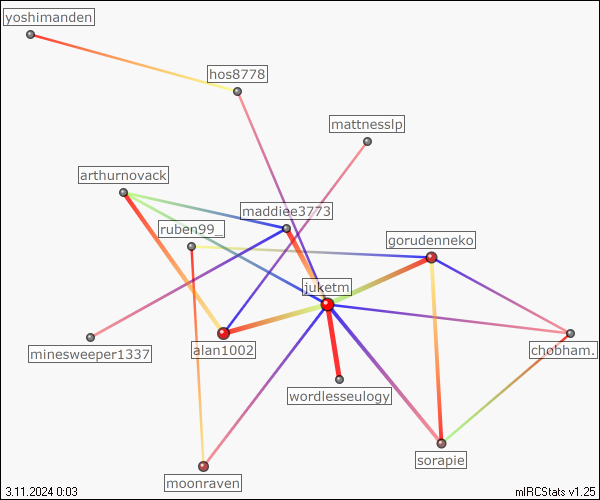 yoshimanden
hos8778
mattnesslp
arthurnovack
maddiee3773
ruben99_
gorudenneko
juketm
alan1002
minesweeper1337
chobham.
wordlesseulogy
sorapie
moonraven
3.11.2024 0:03
mIRCStats v1.25